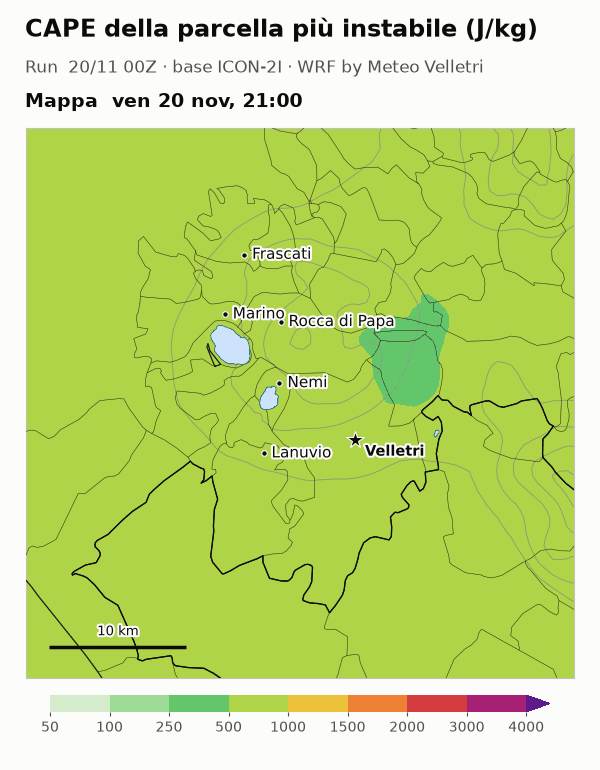 CAPE della parcella più instabile (J/kg)
Run  20/11 00Z · base ICON-2I · WRF by Meteo Velletri
Mappa  ven 20 nov, 21:00
Frascati
Marino
Rocca di Papa
Nemi
Velletri
Lanuvio
10 km
50 100 250 500 1000 1500 2000 3000 4000